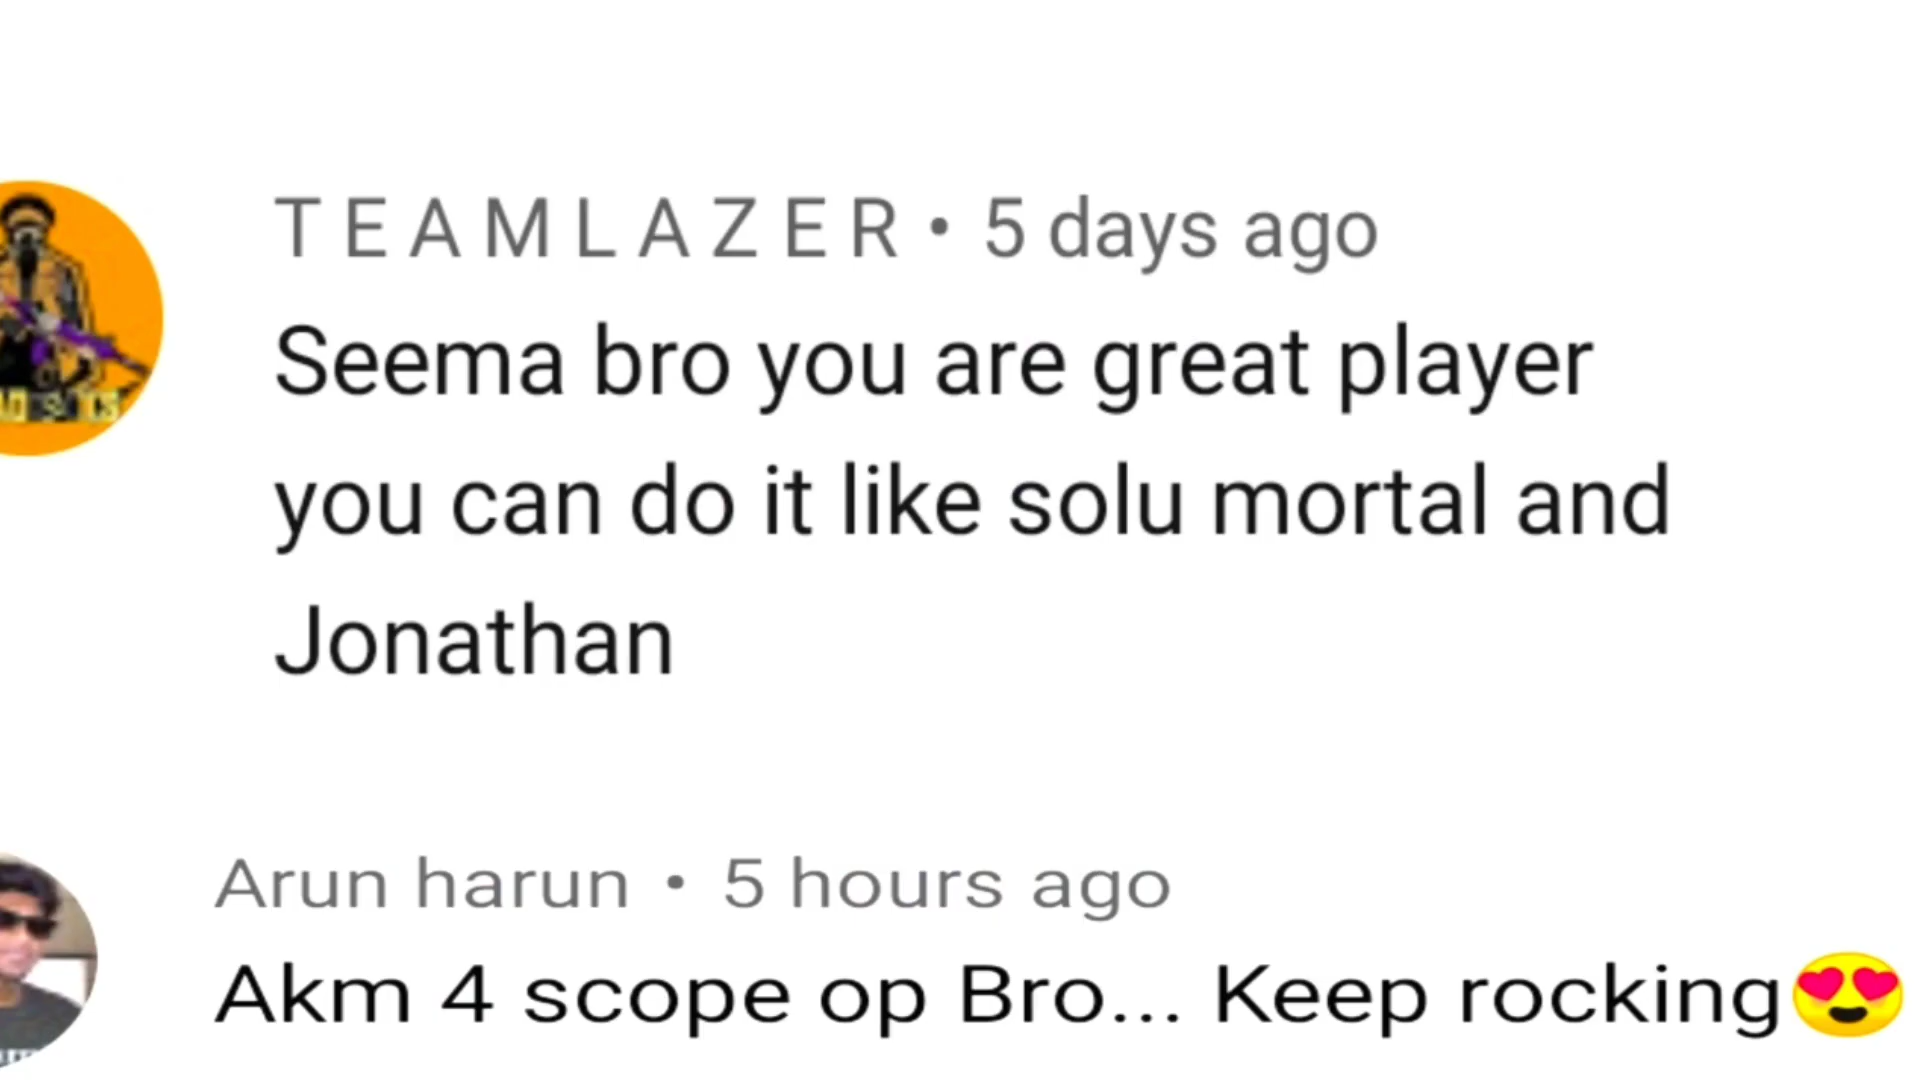 T E A M L A Z E R • 5 days ago
Seema bro you are great player
you can do it like solu mortal and
Jonathan
Arun harun • 5 hours ago
Akm 4 scope op Bro... Keep rocking😍